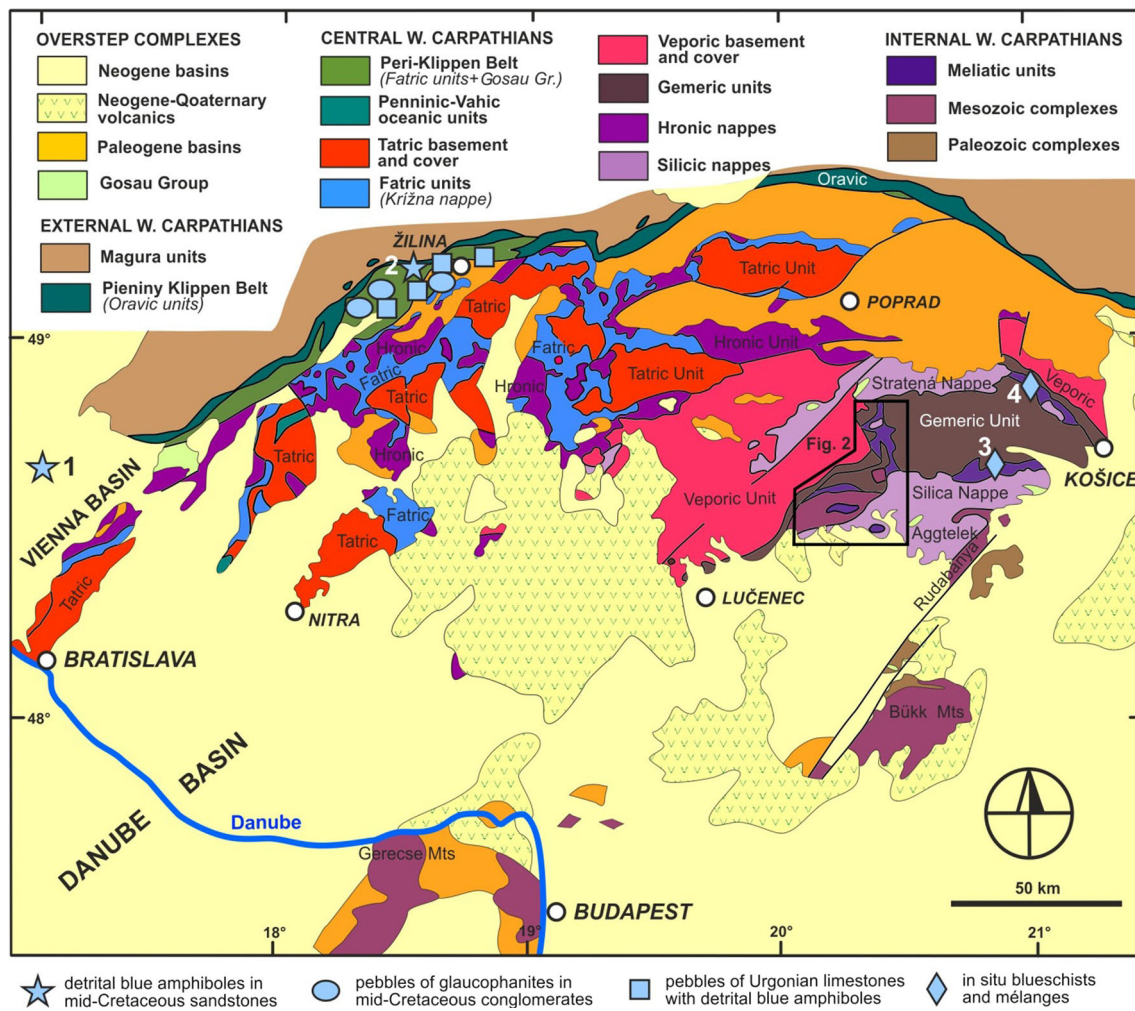 OVERSTEP COMPLEXES
Neogene basins
Neogene-Qoaternary
volcanics
Paleogene basins
Gosau Group
EXTERNAL W. CARPATHIANS
Magura units
Pieniny Klippen Belt
(Oravic units)
CENTRAL W. CARPATHIANS
Peri-Klippen Belt
(Fatric units+Gosau Gr.)
Penninic-Vahic
oceanic units
Tatric basement
and cover
Fatric units
(Krížna nappe)
Veporic basement
and cover
Gemeric units
Hronic nappes
Silicic nappes
INTERNAL W. CARPATHIANS
Meliatic units
Mesozoic complexes
Paleozoic complexes
Oravic
ŽILINA
2
Tatric Unit
POPRAD
Tatric
49°
Hronic
Fatric
Hronic Unit
Fatric
Tatric Unit
Hronic
Stratená Nappe
Veporic
4
Tatric
Gemeric Unit
Fig. 2
3
KOŠICE
1
Tatric
Hronic
Silica Nappe
VIENNA BASIN
Veporic Unit
Fatric
Aggtelek
Tatric
Rudabánya
Tatric
NITRA
LUČENEC
BRATISLAVA
48°
Bükk Mts
DANUBE BASIN
Danube
Gerecse Mts
50 km
BUDAPEST
18°
19°
20°
21°
detrital blue amphiboles in
mid-Cretaceous sandstones
pebbles of glaucophanites in
mid-Cretaceous conglomerates
pebbles of Urgonian limestones
with detrital blue amphiboles
in situ blueschists
and mélanges